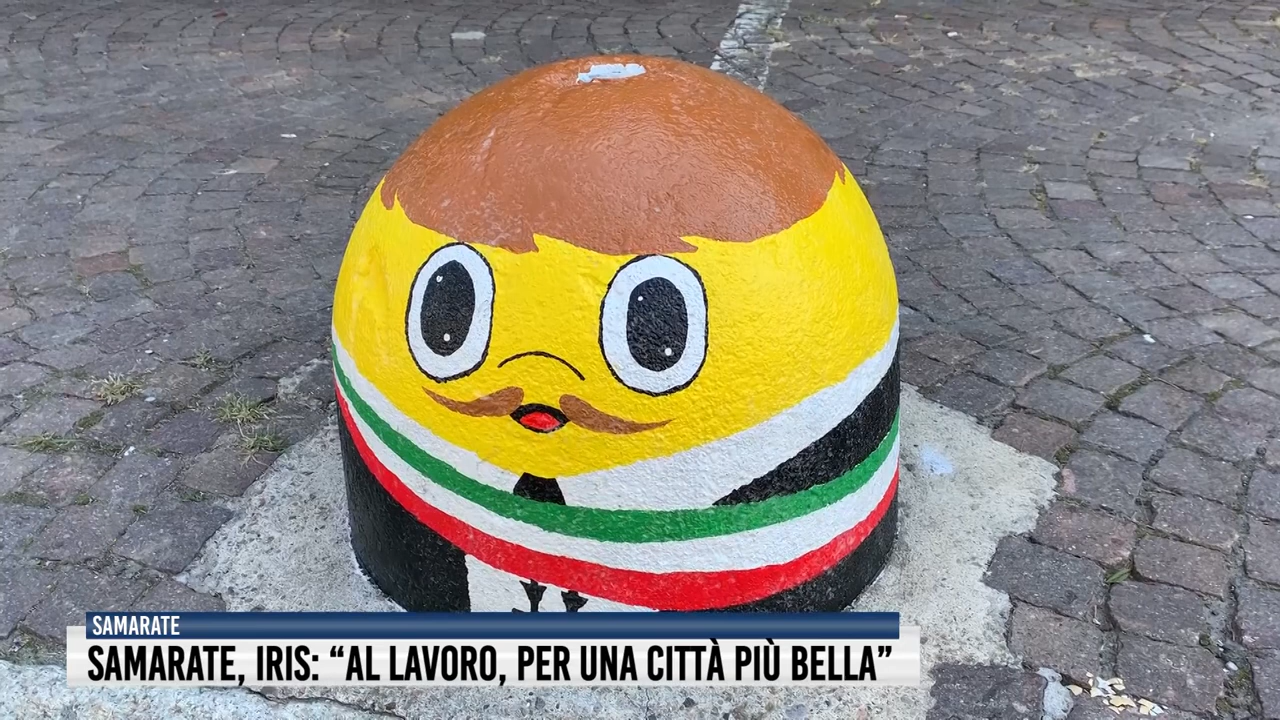 SAMARATE
SAMARATE, IRIS: “AL LAVORO, PER UNA CITTÀ PIÙ BELLA”